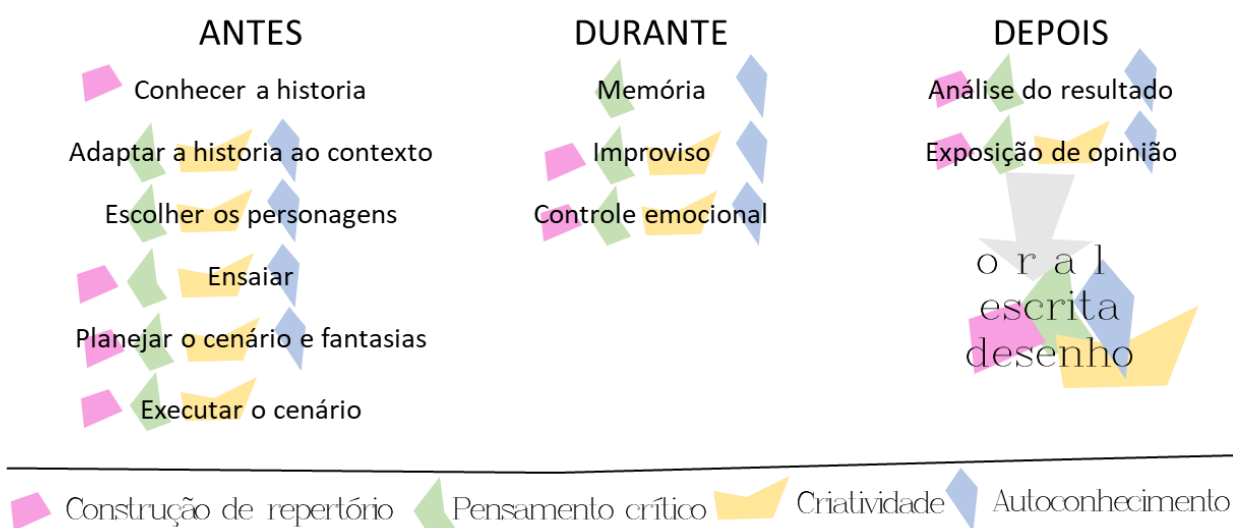 ANTES
Conhecer a historia
Adaptar a historia ao contexto
Escolher os personagens
Ensaiar
Planejar o cenário e fantasias
Executar o cenário
DURANTE
Memória
Improviso
Controle emocional
DEPOIS
Análise do resultado
Exposição de opinião
oral
escrita
desenho
Construção de repertório
Pensamento crítico
Criatividade
Autoconhecimento